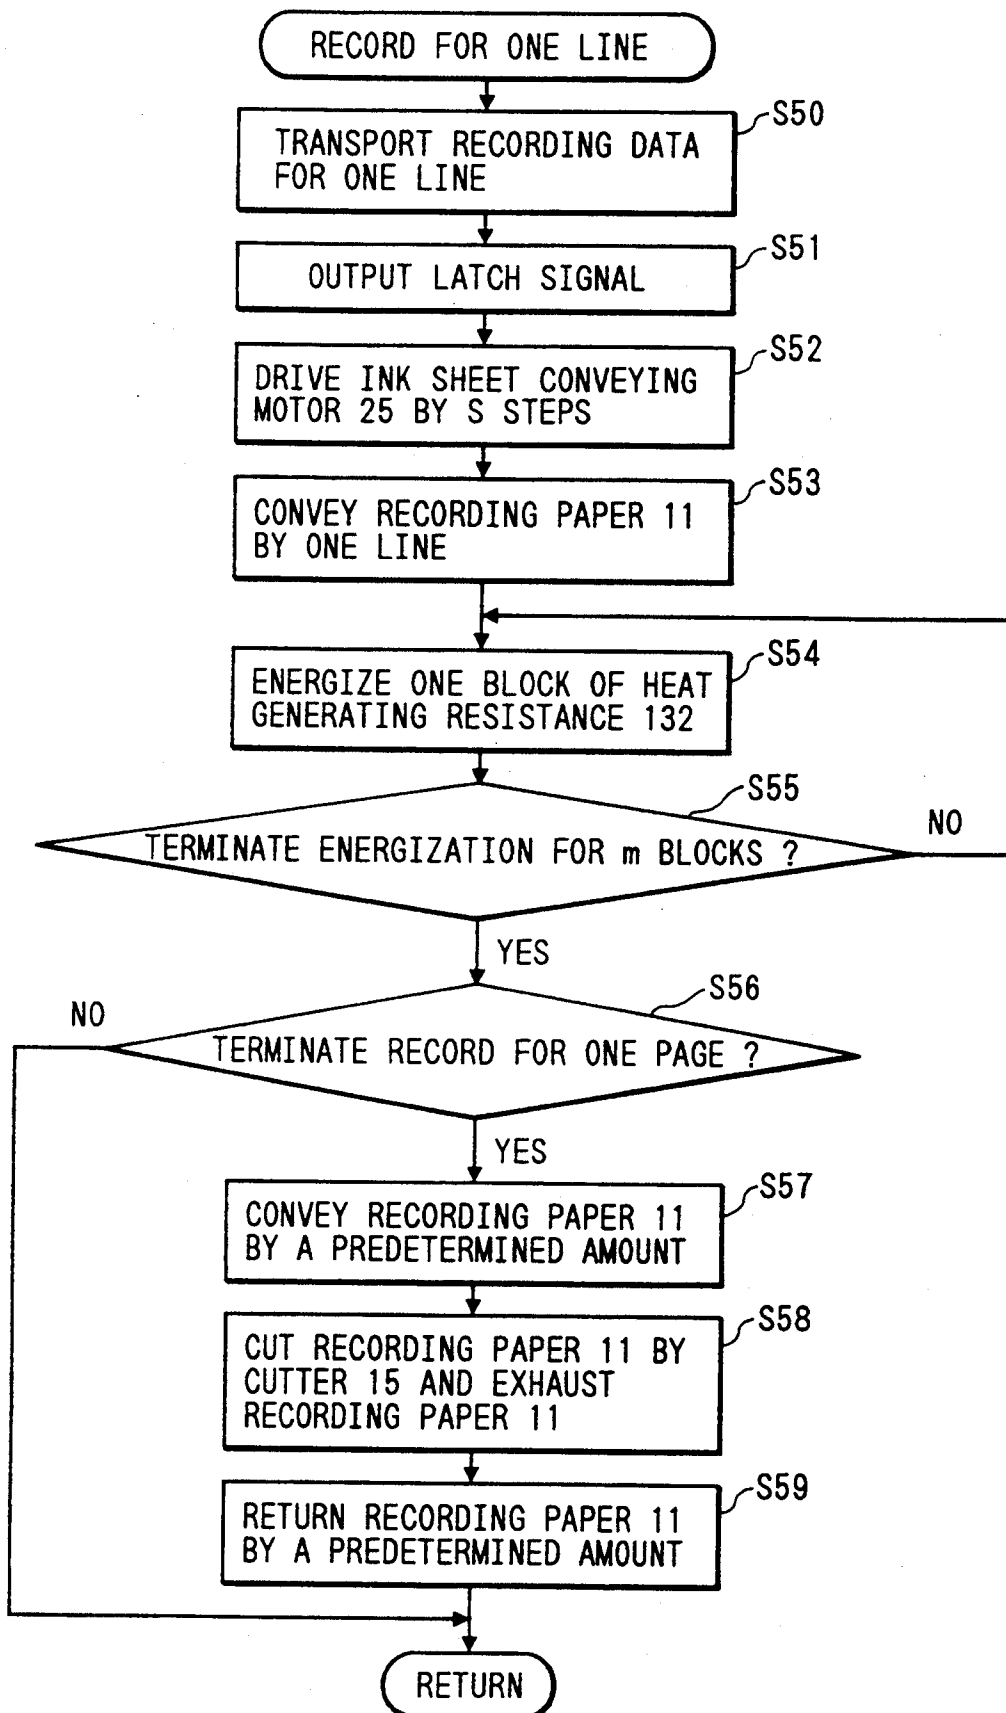 RECORD FOR ONE LINE
S50
TRANSPORT RECORDING DATA
FOR ONE LINE
S51
OUTPUT LATCH SIGNAL
S52
DRIVE INK SHEET CONVEYING
MOTOR 25 BY S STEPS
S53
CONVEY RECORDING PAPER 11
BY ONE LINE
S54
ENERGIZE ONE BLOCK OF HEAT
GENERATING RESISTANCE 132
S55
TERMINATE ENERGIZATION FOR m BLOCKS ?
NO
YES
S56
NO
TERMINATE RECORD FOR ONE PAGE ?
YES
S57
CONVEY RECORDING PAPER 11
BY A PREDETERMINED AMOUNT
S58
CUT RECORDING PAPER 11 BY
CUTTER 15 AND EXHAUST
RECORDING PAPER 11
S59
RETURN RECORDING PAPER 11
BY A PREDETERMINED AMOUNT
RETURN